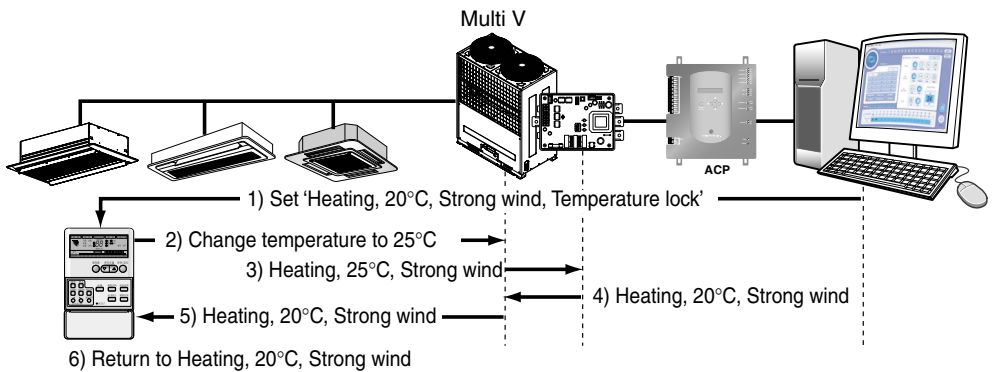 Multi V
ACP
1) Set ‘Heating, 20°C, Strong wind, Temperature lock’
2) Change temperature to 25°C
3) Heating, 25°C, Strong wind
4) Heating, 20°C, Strong wind
5) Heating, 20°C, Strong wind
6) Return to Heating, 20°C, Strong wind